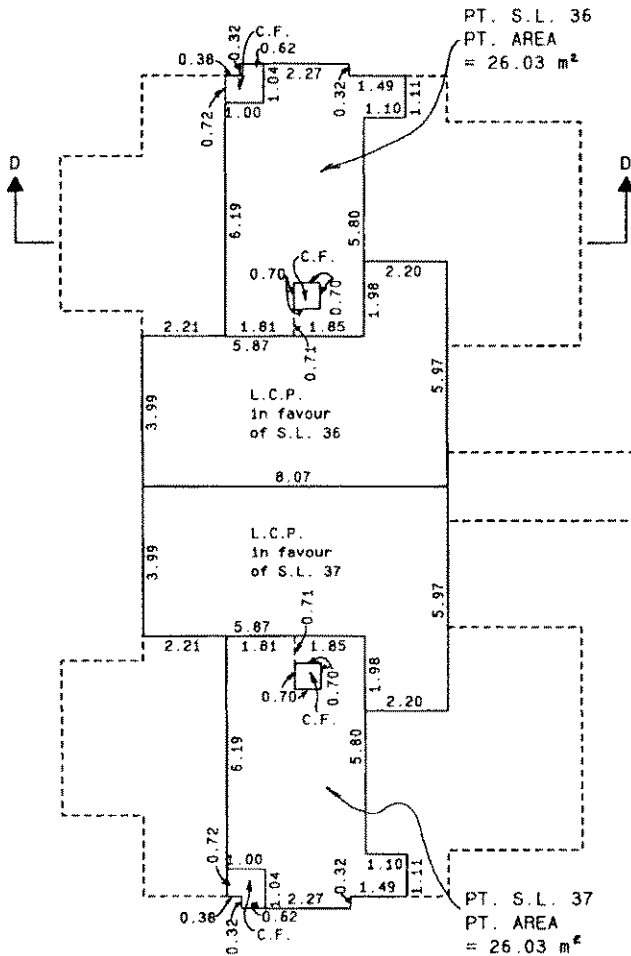 PT. S.L. 36
PT. AREA
= 26.03 m²
0.32
C.F.
0.38
0.62
2.27
1.04
0.32
1.49
1.11
1.10
0.72
1.00
D
D
6.19
5.80
C.F.
0.70
0.70
2.20
1.98
2.21
1.81
1.85
5.87
0.71
3.99
L.C.P.
in favour
of S.L. 36
5.97
8.07
3.99
L.C.P.
in favour
of S.L. 37
5.97
5.87
0.71
2.21
1.81
1.85
0.70
0.70
C.F.
1.98
2.20
6.19
5.80
0.72
1.00
1.04
0.32
1.10
1.11
1.49
0.38
0.62
2.27
0.32
C.F.
PT. S.L. 37
PT. AREA
= 26.03 m²